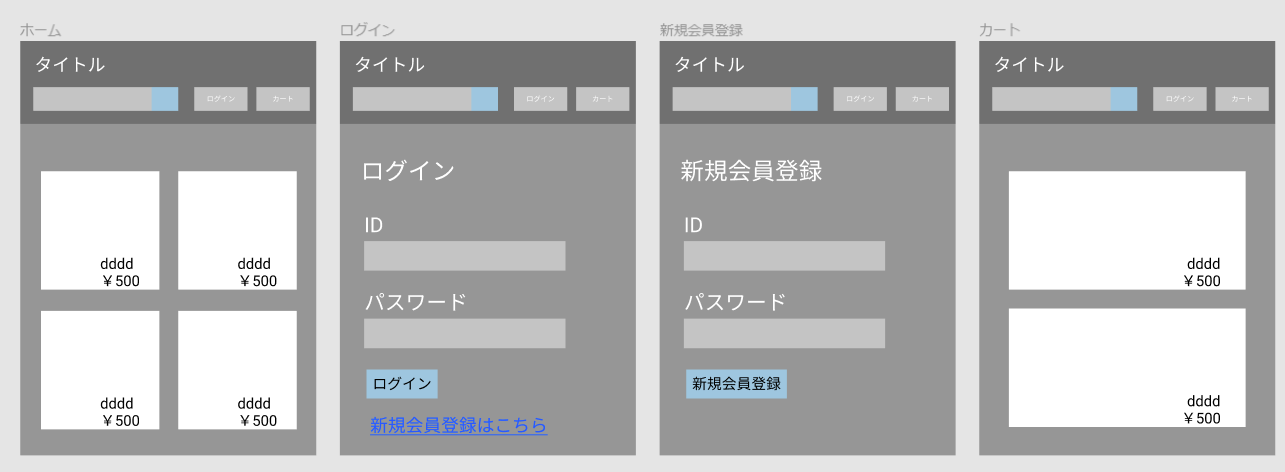 ホーム
タイトル
ログイン
カート
dddd
￥500
dddd
￥500
dddd
￥500
dddd
￥500
ログイン
タイトル
ログイン
カート
ログイン
ID
パスワード
ログイン
新規会員登録はこちら
新規会員登録
タイトル
ログイン
カート
新規会員登録
ID
パスワード
新規会員登録
カート
タイトル
ログイン
カート
dddd
￥500
dddd
￥500